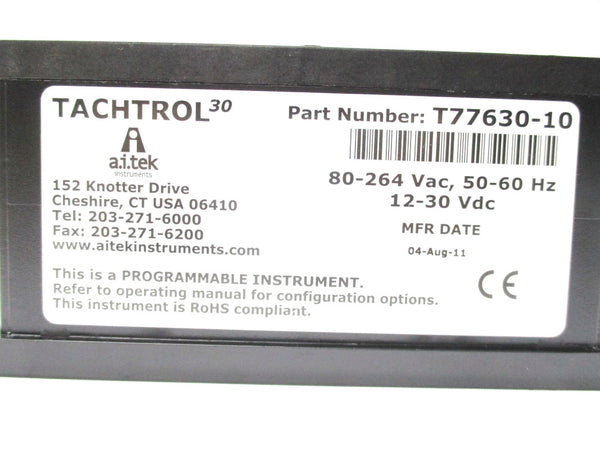 TACHTROL30
Part Number: T77630-10
a.i.tek
instruments
152 Knotter Drive
Cheshire, CT USA 06410
Tel: 203-271-6000
Fax: 203-271-6200
www.aitekinstruments.com
80-264 Vac, 50-60 Hz
12-30 Vdc
MFR DATE
04-Aug-11
This is a PROGRAMMABLE INSTRUMENT.
Refer to operating manual for configuration options.
This instrument is RoHS compliant.
CE